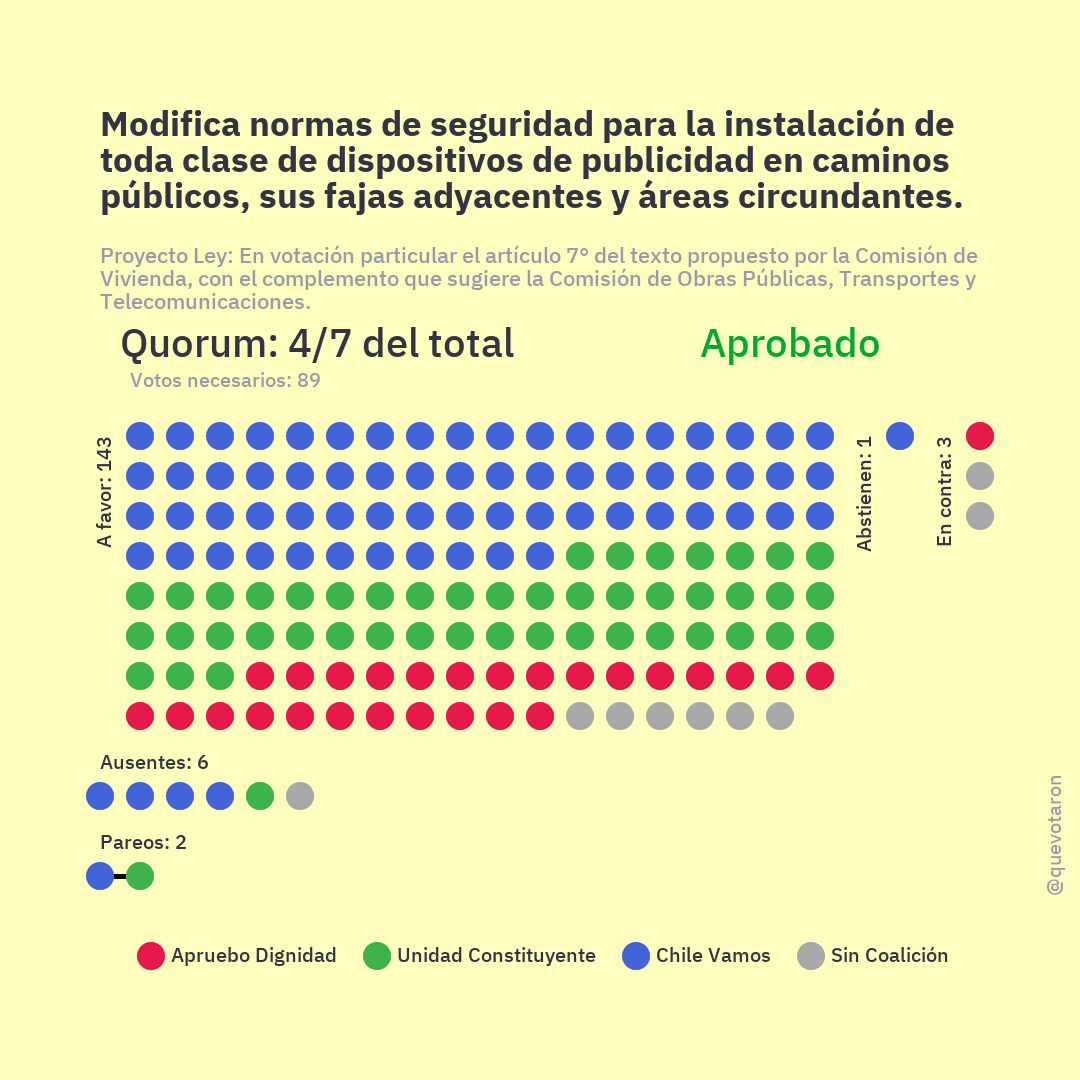 Modifica normas de seguridad para la instalación de
toda clase de dispositivos de publicidad en caminos
públicos, sus fajas adyacentes y áreas circundantes.
Proyecto Ley: En votación particular el artículo 7° del texto propuesto por la Comisión de
Vivienda, con el complemento que sugiere la Comisión de Obras Públicas, Transportes y
Telecomunicaciones.
Quorum: 4/7 del total
Aprobado
Votos necesarios: 89
A favor: 143
Abstienen: 1
En contra: 3
Ausentes: 6
Pareos: 2
@quevotaron
Apruebo Dignidad
Unidad Constituyente
Chile Vamos
Sin Coalición